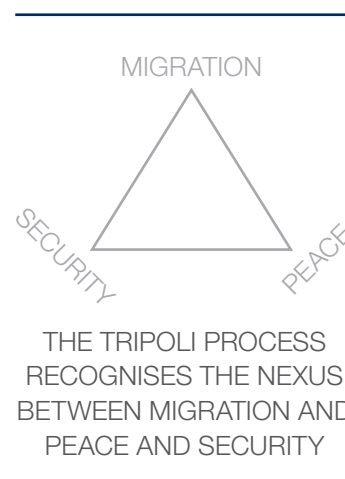 MIGRATION
SECURITY
PEACE
THE TRIPOLI PROCESS
RECOGNISES THE NEXUS
BETWEEN MIGRATION AND
PEACE AND SECURITY